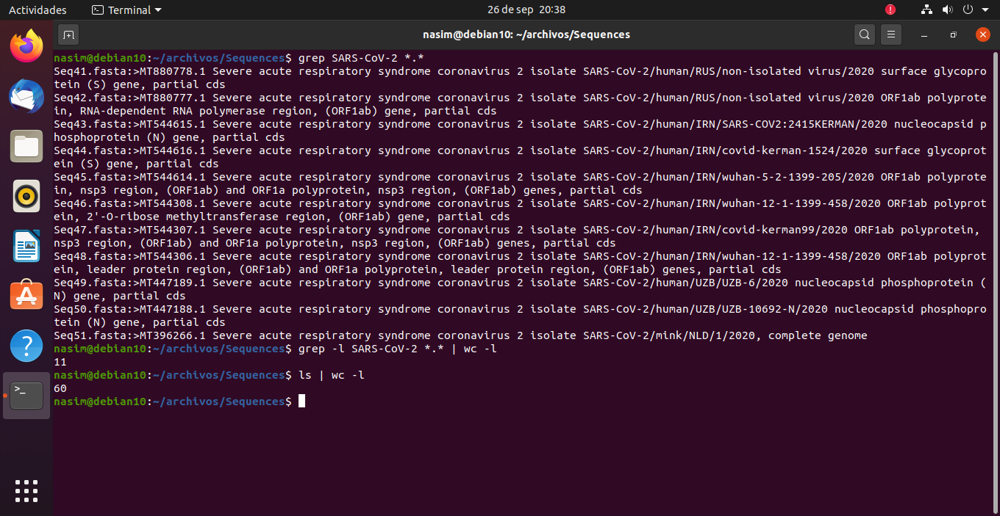 Actividades
Terminal
26 de sep 20:38
nasim@debian10: ~/archivos/Sequences
nasim@debian10:~/archivos/Sequences$ grep SARS-CoV-2 *.*
Seq41.fasta:>MT880778.1 Severe acute respiratory syndrome coronavirus 2 isolate SARS-CoV-2/human/RUS/non-isolated virus/2020 surface glycopro
tein (S) gene, partial cds
Seq42.fasta:>MT880777.1 Severe acute respiratory syndrome coronavirus 2 isolate SARS-CoV-2/human/RUS/non-isolated virus/2020 ORF1ab polyprote
in, RNA-dependent RNA polymerase region, (ORF1ab) gene, partial cds
Seq43.fasta:>MT544615.1 Severe acute respiratory syndrome coronavirus 2 isolate SARS-CoV-2/human/IRN/SARS-COV2:2415KERMAN/2020 nucleocapsid p
hosphoprotein (N) gene, partial cds
Seq44.fasta:>MT544616.1 Severe acute respiratory syndrome coronavirus 2 isolate SARS-CoV-2/human/IRN/covid-kerman-1524/2020 surface glycoprot
ein (S) gene, partial cds
Seq45.fasta:>MT544614.1 Severe acute respiratory syndrome coronavirus 2 isolate SARS-CoV-2/human/IRN/wuhan-5-2-1399-205/2020 ORF1ab polyprote
in, nsp3 region, (ORF1ab) and ORF1a polyprotein, nsp3 region, (ORF1ab) genes, partial cds
Seq46.fasta:>MT544308.1 Severe acute respiratory syndrome coronavirus 2 isolate SARS-CoV-2/human/IRN/wuhan-12-1-1399-458/2020 ORF1ab polyprot
ein, 2'-O-ribose methyltransferase region, (ORF1ab) gene, partial cds
Seq47.fasta:>MT544307.1 Severe acute respiratory syndrome coronavirus 2 isolate SARS-CoV-2/human/IRN/covid-kerman99/2020 ORF1ab polyprotein,
nsp3 region, (ORF1ab) and ORF1a polyprotein, nsp3 region, (ORF1ab) genes, partial cds
Seq48.fasta:>MT544306.1 Severe acute respiratory syndrome coronavirus 2 isolate SARS-CoV-2/human/IRN/wuhan-12-1-1399-458/2020 ORF1ab polyprot
ein, leader protein region, (ORF1ab) and ORF1a polyprotein, leader protein region, (ORF1ab) genes, partial cds
Seq49.fasta:>MT447189.1 Severe acute respiratory syndrome coronavirus 2 isolate SARS-CoV-2/human/UZB/UZB-6/2020 nucleocapsid phosphoprotein (
N) gene, partial cds
Seq50.fasta:>MT447188.1 Severe acute respiratory syndrome coronavirus 2 isolate SARS-CoV-2/human/UZB/UZB-10692-N/2020 nucleocapsid phosphopro
tein (N) gene, partial cds
Seq51.fasta:>MT396266.1 Severe acute respiratory syndrome coronavirus 2 isolate SARS-CoV-2/mink/NLD/1/2020, complete genome
nasim@debian10:~/archivos/Sequences$ grep -l SARS-CoV-2 *.* | wc -l
11
nasim@debian10:~/archivos/Sequences$ ls | wc -l
60
nasim@debian10:~/archivos/Sequences$